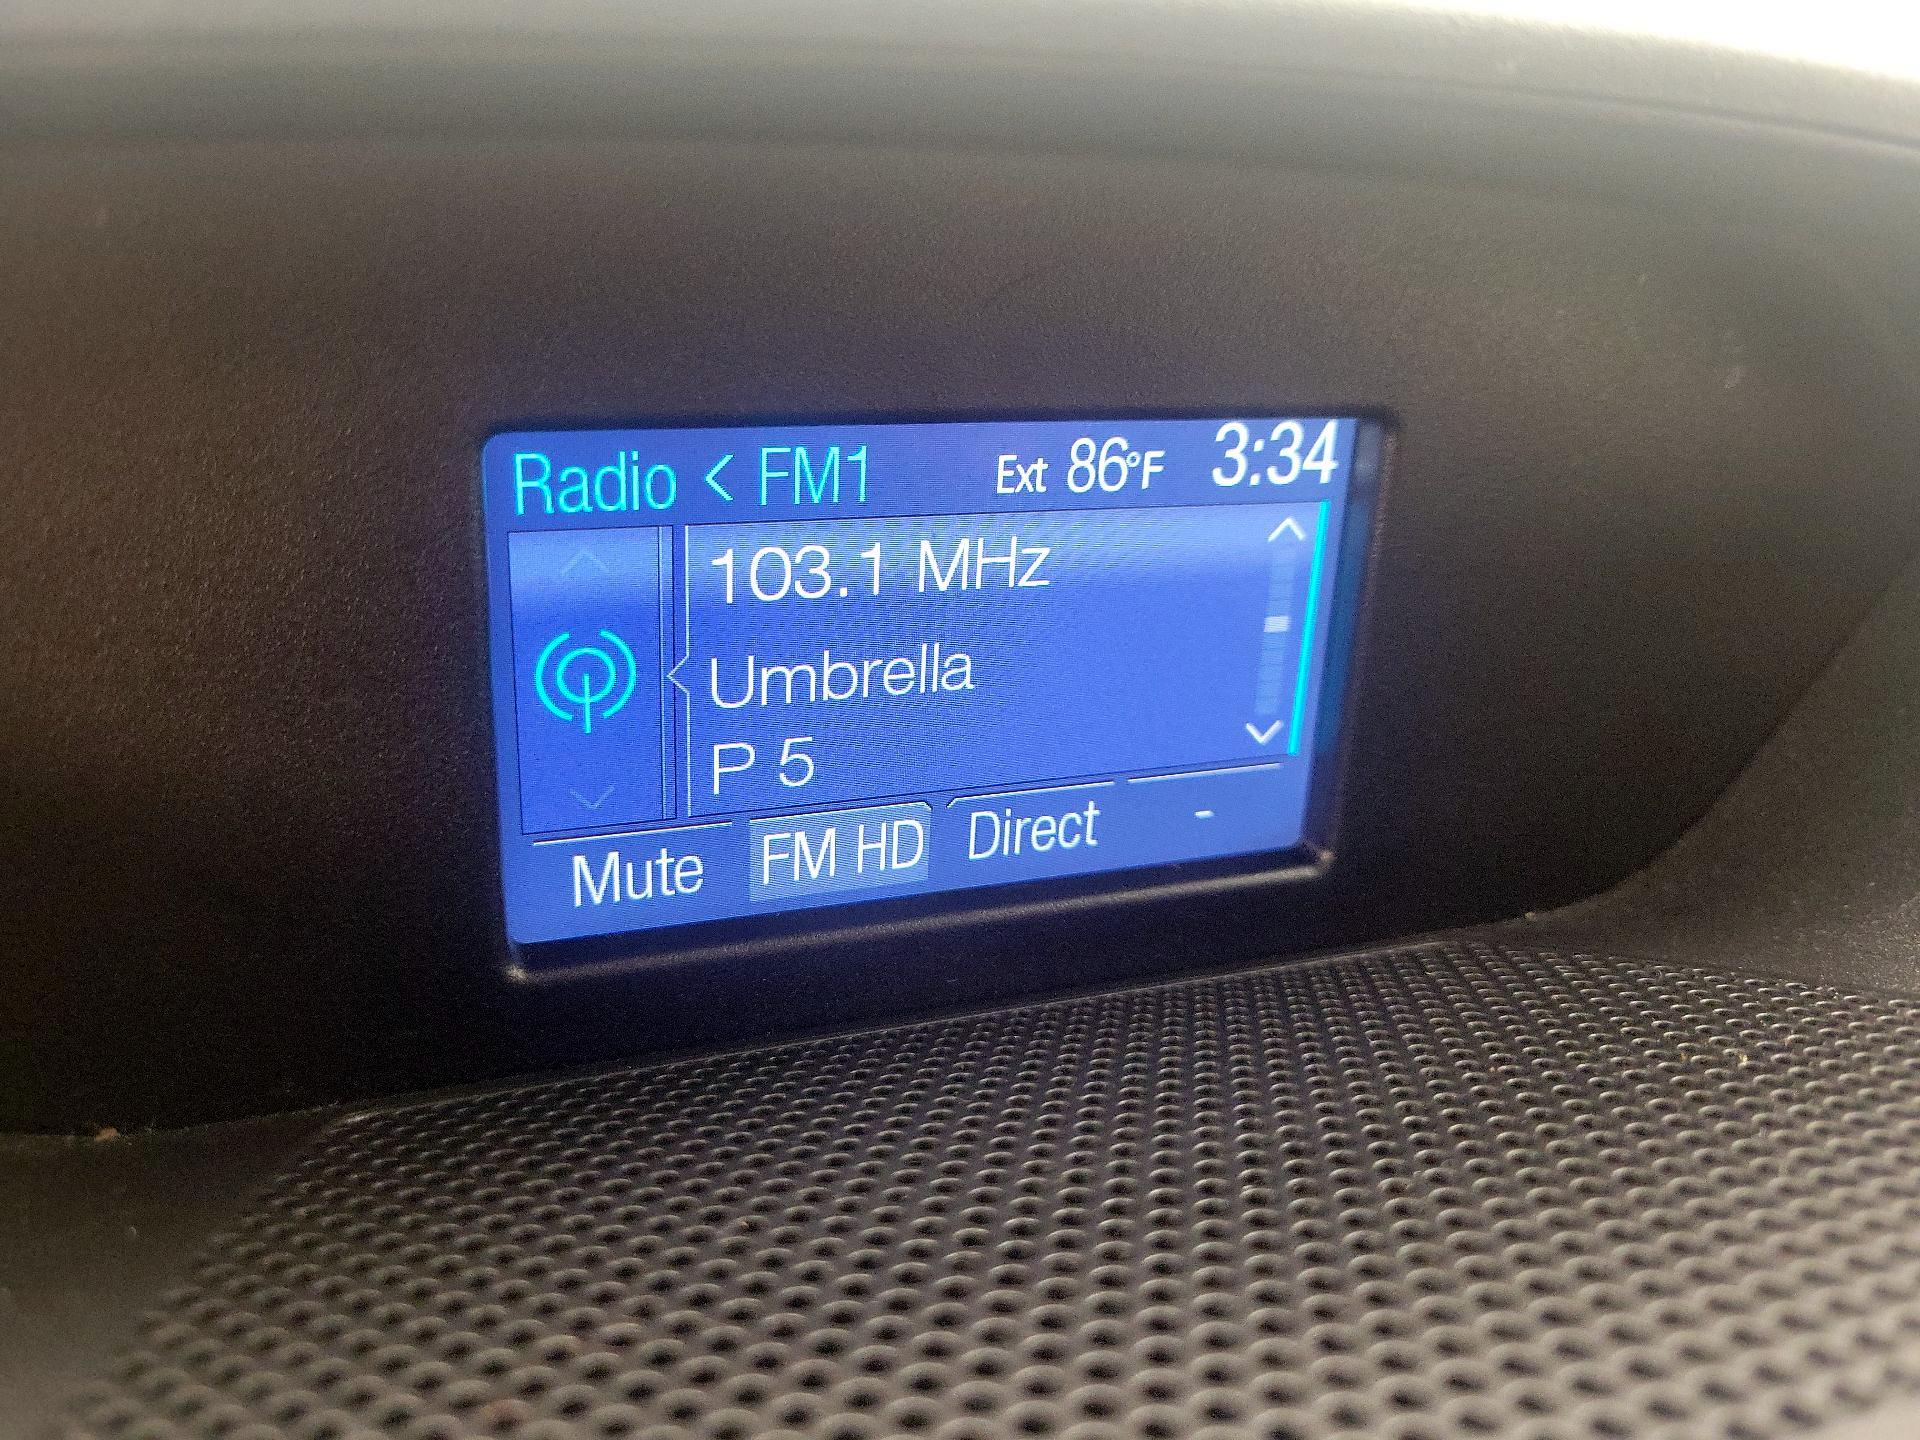 Radio < FM1 Ext 86°F 3:34
103.1 MHz
Umbrella
P 5
Mute FM HD Direct -